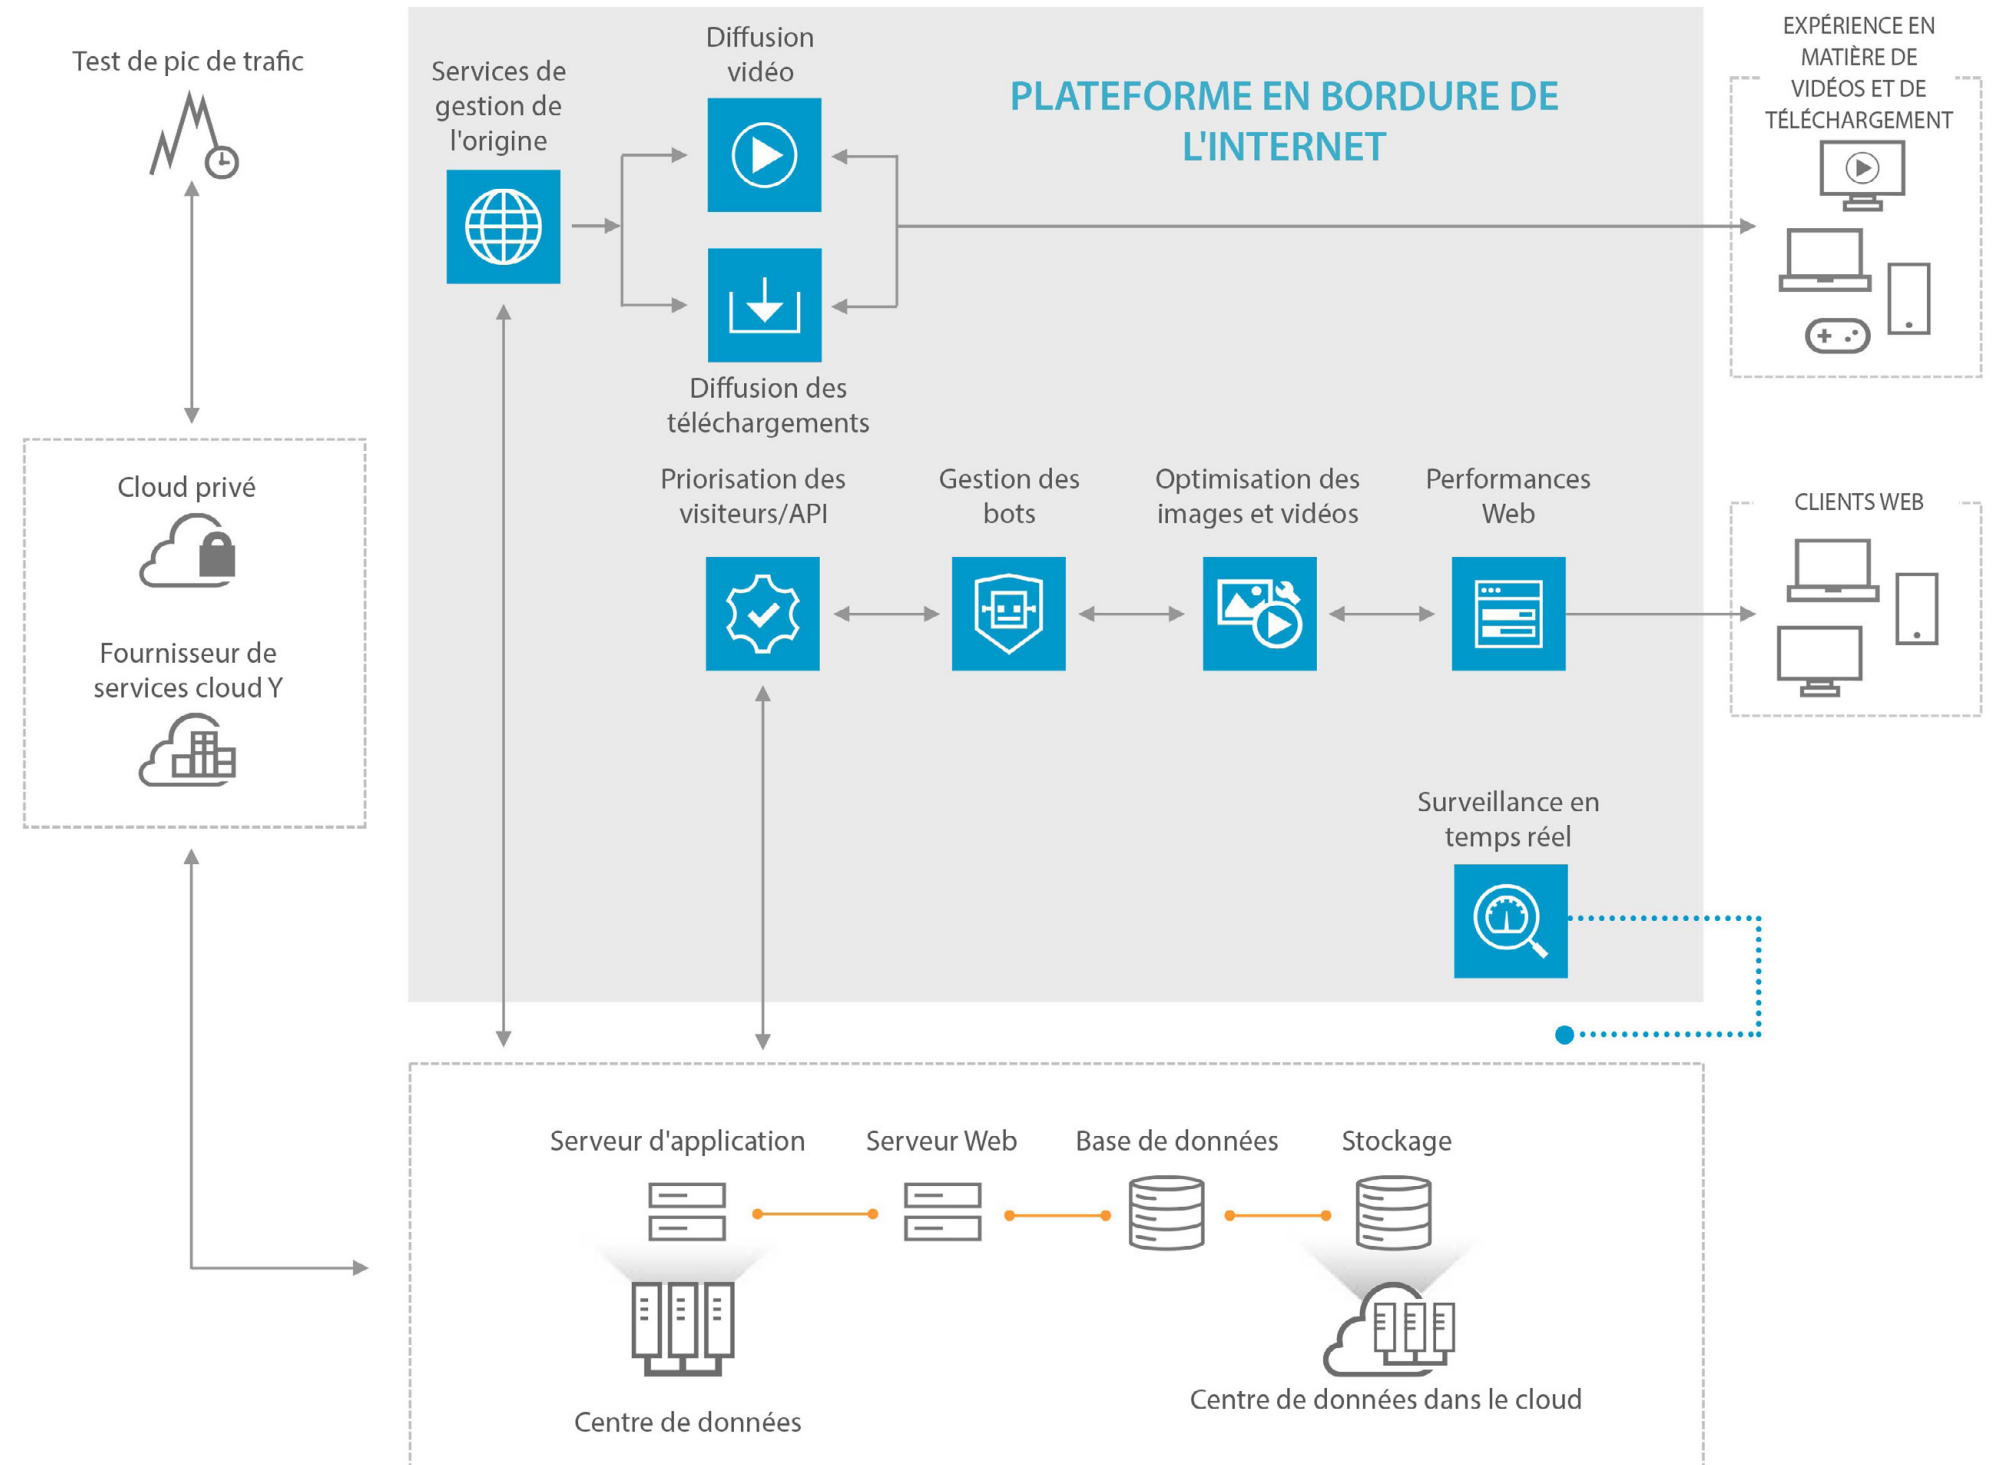 Test de pic de trafic
Cloud privé
Fournisseur de
services cloud Y
PLATEFORME EN BORDURE DE
L'INTERNET
Services de
gestion de
l'origine
Diffusion
vidéo
Diffusion des
téléchargements
Priorisation des
visiteurs/API
Gestion des
bots
Optimisation des
images et vidéos
Performances
Web
Surveillance en
temps réel
EXPÉRIENCE EN
MATIÈRE DE
VIDÉOS ET DE
TÉLÉCHARGEMENT
CLIENTS WEB
Serveur d'application
Serveur Web
Base de données
Stockage
Centre de données
Centre de données dans le cloud